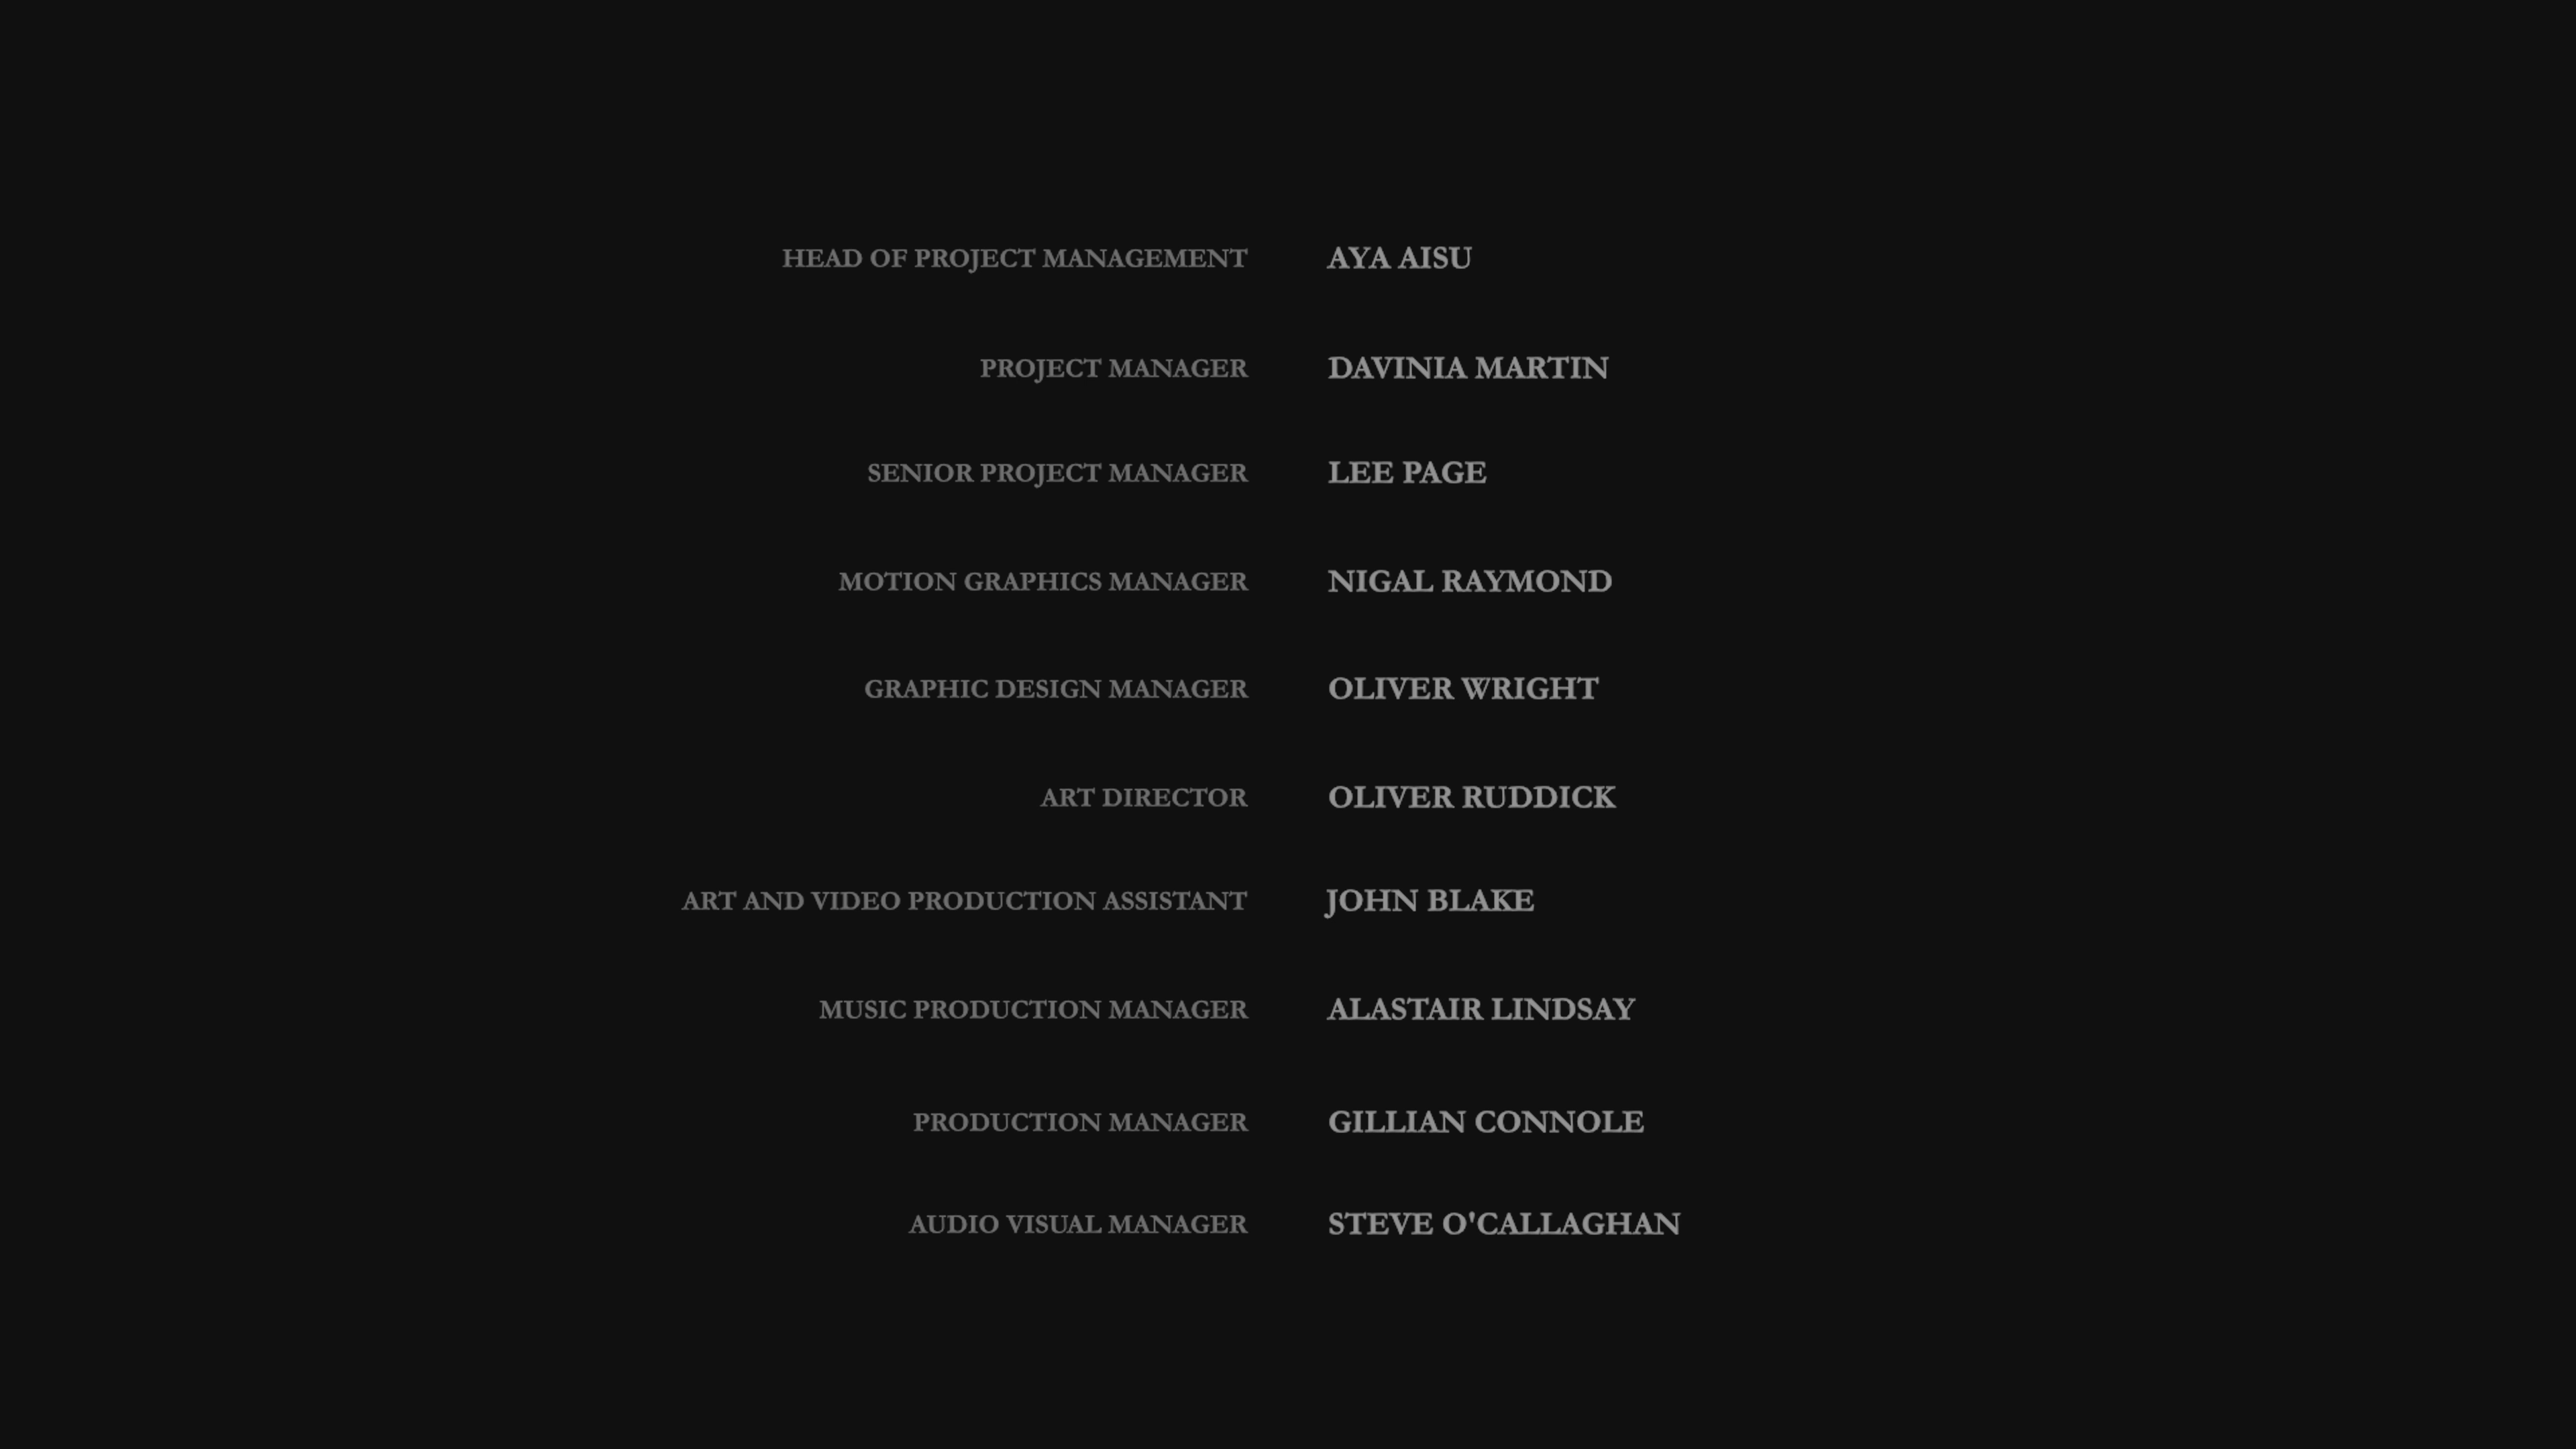 HEAD OF PROJECT MANAGEMENT AYA AISU
PROJECT MANAGER DAVINIA MARTIN
SENIOR PROJECT MANAGER LEE PAGE
MOTION GRAPHICS MANAGER NIGAL RAYMOND
GRAPHIC DESIGN MANAGER OLIVER WRIGHT
ART DIRECTOR OLIVER RUDDICK
ART AND VIDEO PRODUCTION ASSISTANT JOHN BLAKE
MUSIC PRODUCTION MANAGER ALASTAIR LINDSAY
PRODUCTION MANAGER GILLIAN CONNOLE
AUDIO VISUAL MANAGER STEVE O'CALLAGHAN